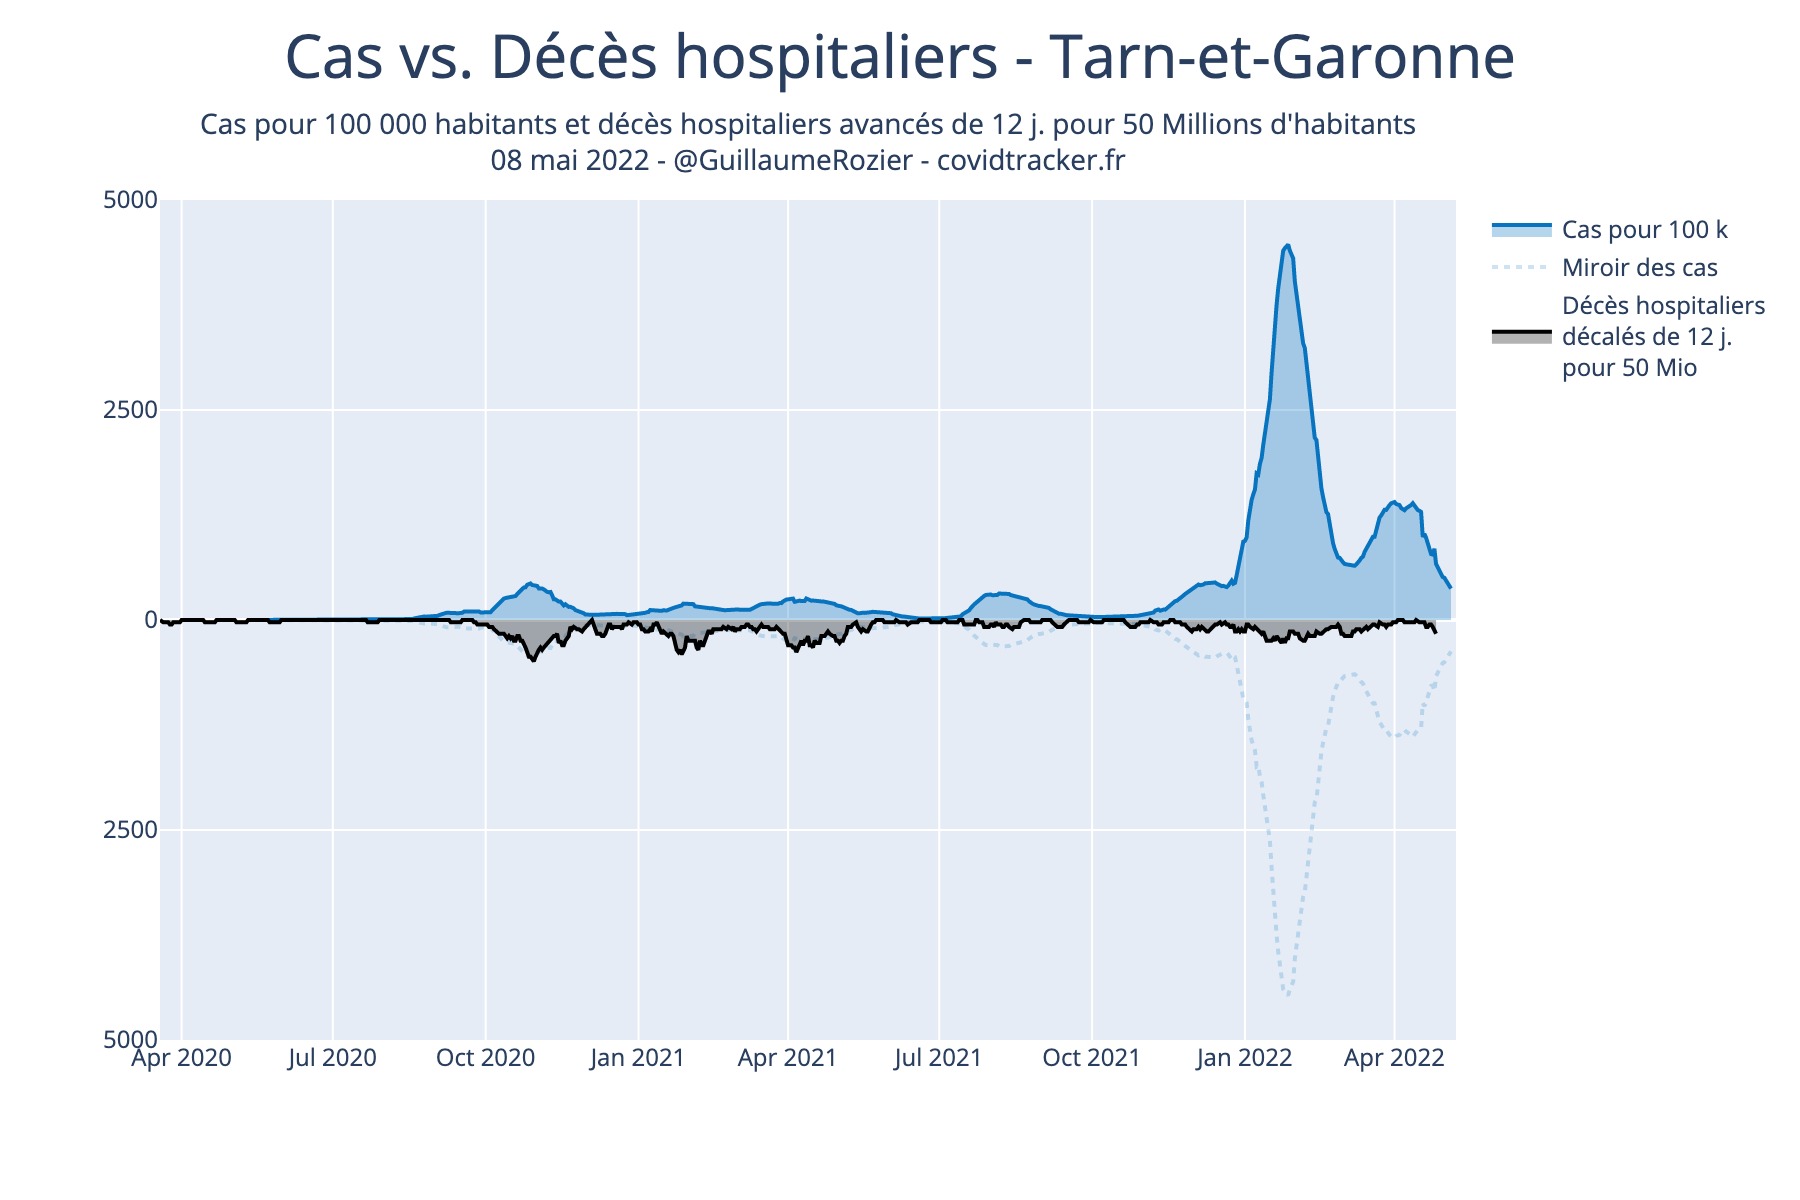 Cas vs. Décès hospitaliers - Tarn-et-Garonne
Cas pour 100 000 habitants et décès hospitaliers avancés de 12 j. pour 50 Millions d'habitants
08 mai 2022 - @GuillaumeRozier - covidtracker.fr
5000
2500
0
2500
5000
Apr 2020
Jul 2020
Oct 2020
Jan 2021
Apr 2021
Jul 2021
Oct 2021
Jan 2022
Apr 2022
Cas pour 100 k
Miroir des cas
Décès hospitaliers
décalés de 12 j.
pour 50 Mio